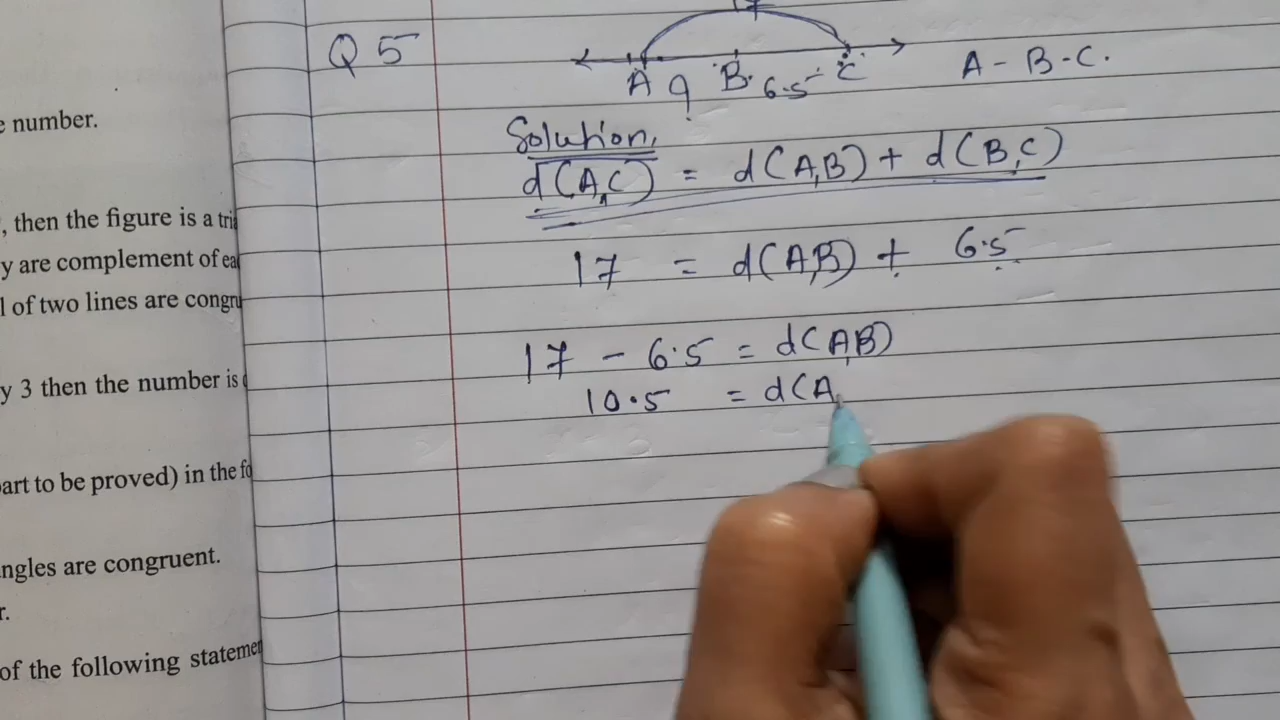 17
Q 5
A ? B 6.5 C
A - B - C.
Solution,
d(A,C) = d(A,B) + d(B,C)
17 = d(A,B) + 6.5
17 - 6.5 = d(A,B)
10.5 = d(A,
e number.
, then the figure is a tria
y are complement of ea
l of two lines are congru
y 3 then the number is
art to be proved) in the fo
ngles are congruent.
r.
of the following statemen